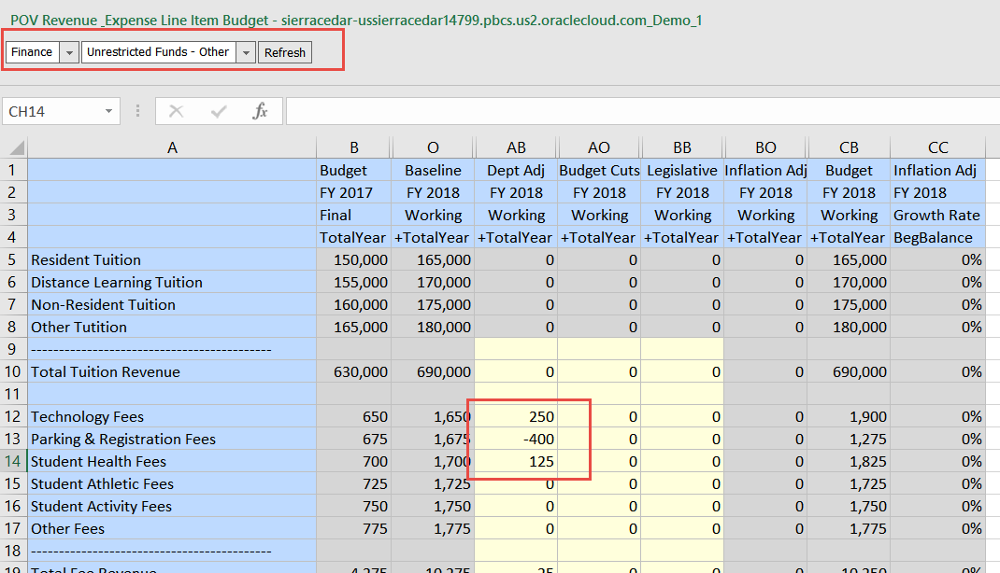 POV Revenue _Expense Line Item Budget - sierracedar-ussierracedar14799.pbcs.us2.oraclecloud.com_Demo_1
Finance Unrestricted Funds - Other Refresh
CH14 fx
A B O AB AO BB BO CB CC
1 Budget Baseline Dept Adj Budget Cuts Legislative Inflation Adj Budget Inflation Adj
2 FY 2017 FY 2018 FY 2018 FY 2018 FY 2018 FY 2018 FY 2018 FY 2018
3 Final Working Working Working Working Working Working Growth Rate
4 TotalYear +TotalYear +TotalYear +TotalYear +TotalYear +TotalYear +TotalYear BegBalance
5 Resident Tuition 150,000 165,000 0 0 0 0 165,000 0%
6 Distance Learning Tuition 155,000 170,000 0 0 0 0 170,000 0%
7 Non-Resident Tuition 160,000 175,000 0 0 0 0 175,000 0%
8 Other Tutition 165,000 180,000 0 0 0 0 180,000 0%
9 -------------------------------------------
10 Total Tuition Revenue 630,000 690,000 0 0 0 0 690,000 0%
11
12 Technology Fees 650 1,650 250 0 0 0 1,900 0%
13 Parking & Registration Fees 675 1,675 -400 0 0 0 1,275 0%
14 Student Health Fees 700 1,700 125 0 0 0 1,825 0%
15 Student Athletic Fees 725 1,725 0 0 0 0 1,725 0%
16 Student Activity Fees 750 1,750 0 0 0 0 1,750 0%
17 Other Fees 775 1,775 0 0 0 0 1,775 0%
18 -------------------------------------------
19 Total Fee Revenue 4,275 10,275 -25 0 0 0 10,250 0%